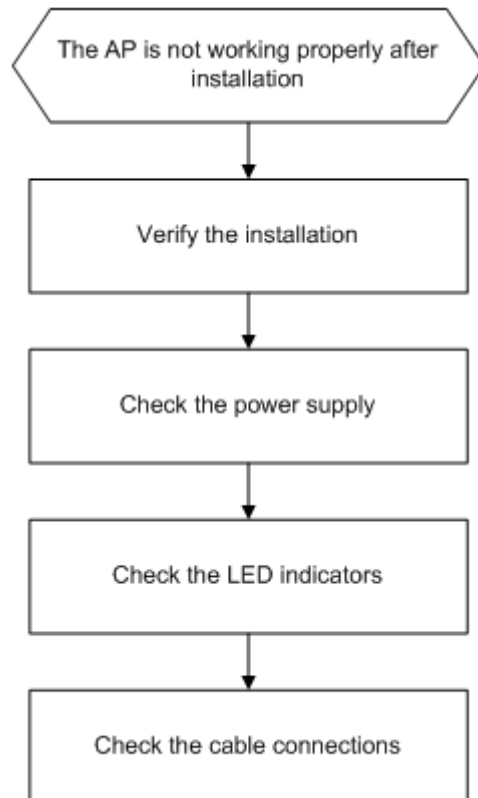 The AP is not working properly after
installation
Verify the installation
Check the power supply
Check the LED indicators
Check the cable connections